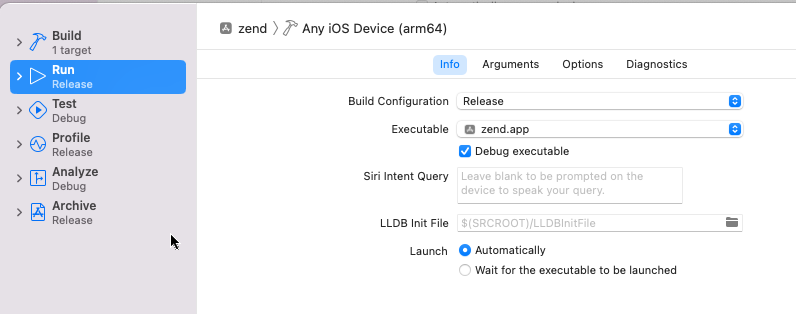 zend
Any iOS Device (arm64)
Build
1 target
Run
Release
Test
Debug
Profile
Release
Analyze
Debug
Archive
Release
Info
Arguments
Options
Diagnostics
Build Configuration
Release
Executable
zend.app
Debug executable
Siri Intent Query
Leave blank to be prompted on the
device to speak your query.
LLDB Init File
$(SRCROOT)/LLDBInitFile
Launch
Automatically
Wait for the executable to be launched